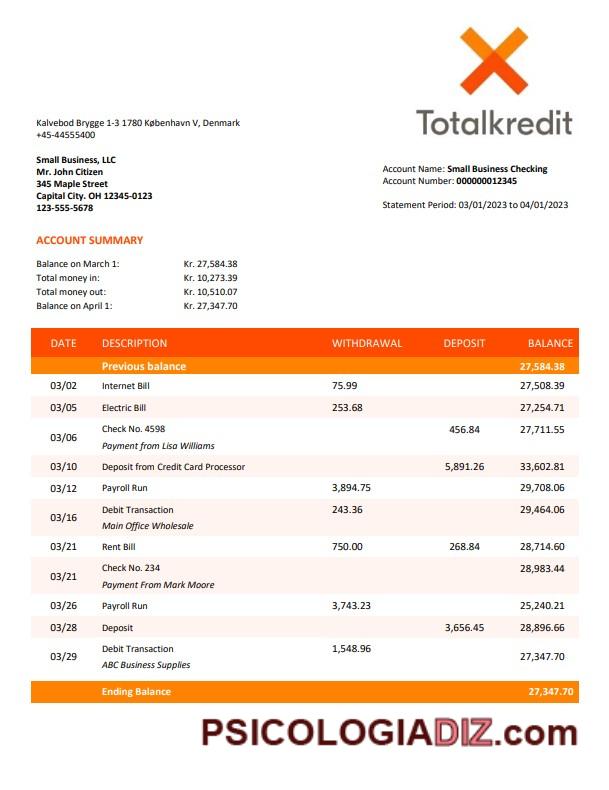 Totalkredit
Kalvebod Brygge 1-3 1780 København V, Denmark
+45-44555400
Small Business, LLC
Mr. John Citizen
345 Maple Street
Capital City. OH 12345-0123
123-555-5678
Account Name: Small Business Checking
Account Number: 000000012345
Statement Period: 03/01/2023 to 04/01/2023
ACCOUNT SUMMARY
Balance on March 1: Kr. 27,584.38
Total money in: Kr. 10,273.39
Total money out: Kr. 10,510.07
Balance on April 1: Kr. 27,347.70
DATE DESCRIPTION WITHDRAWAL DEPOSIT BALANCE
Previous balance 27,584.38
03/02 Internet Bill 75.99 27,508.39
03/05 Electric Bill 253.68 27,254.71
03/06 Check No. 4598 456.84 27,711.55
Payment from Lisa Williams
03/10 Deposit from Credit Card Processor 5,891.26 33,602.81
03/12 Payroll Run 3,894.75 29,708.06
03/16 Debit Transaction 243.36 29,464.06
Main Office Wholesale
03/21 Rent Bill 750.00 268.84 28,714.60
03/21 Check No. 234 28,983.44
Payment From Mark Moore
03/26 Payroll Run 3,743.23 25,240.21
03/28 Deposit 3,656.45 28,896.66
03/29 Debit Transaction 1,548.96 27,347.70
ABC Business Supplies
Ending Balance 27,347.70
PSICOLOGIADIZ.com